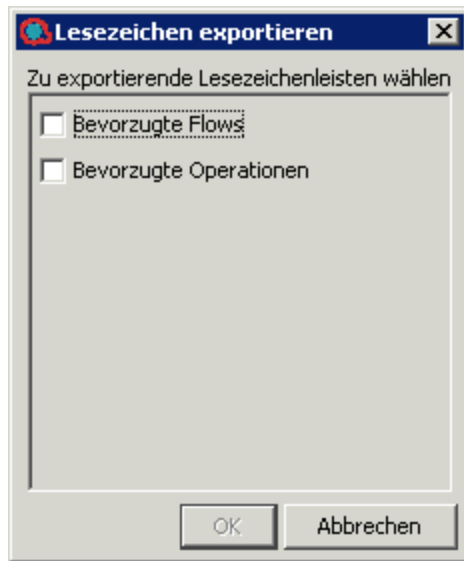 Lesezeichen exportieren
Zu exportierende Lesezeichenleisten wählen
Bevorzugte Flows
Bevorzugte Operationen
OK
Abbrechen